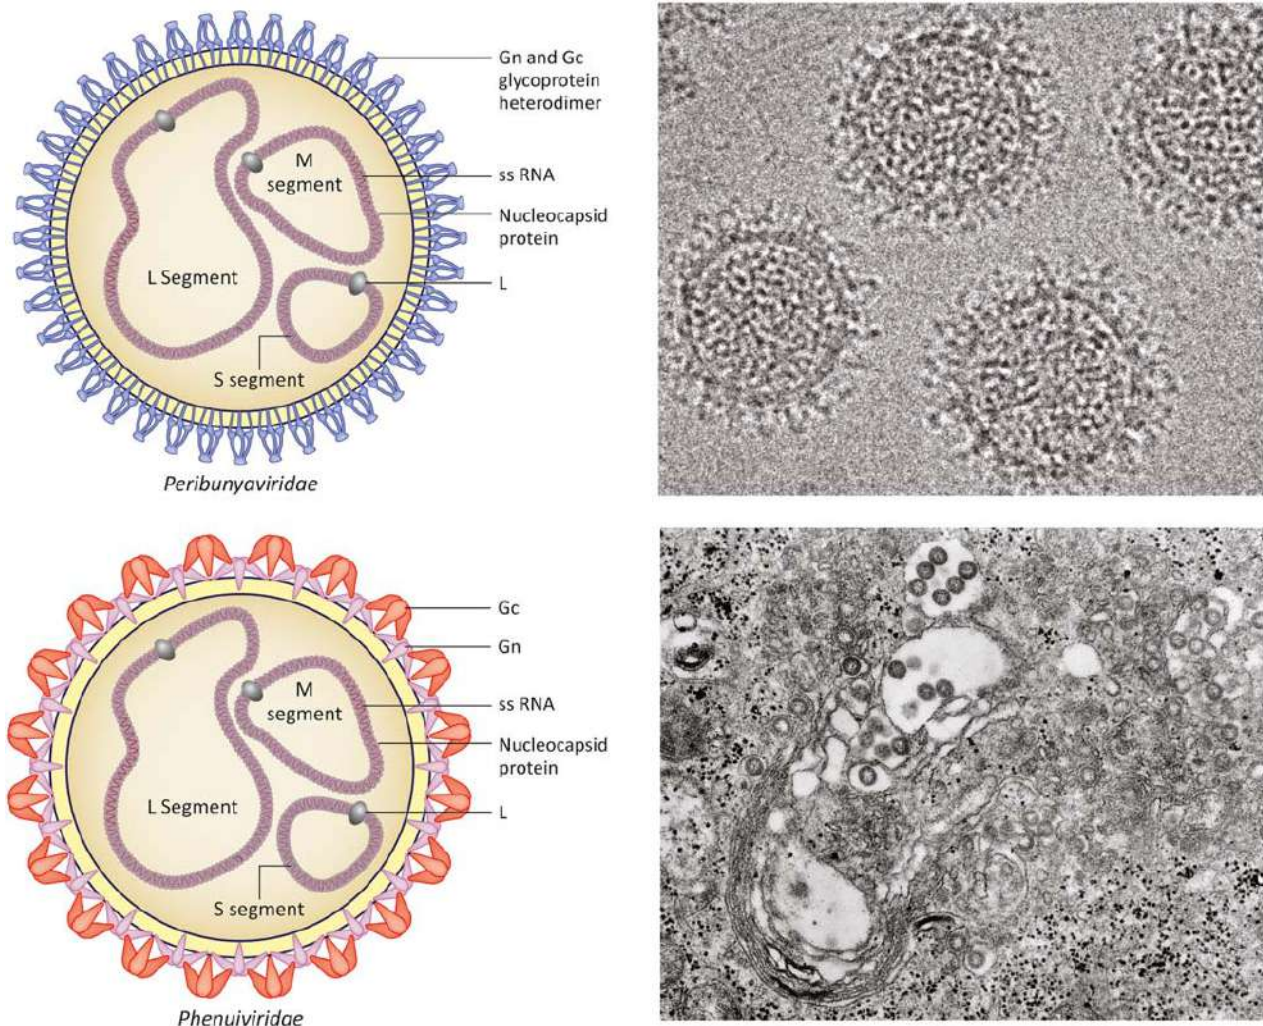 Gn and Gc
glycoprotein
heterodimer
M
segment
ss RNA
Nucleocapsid
protein
L Segment
L
S segment
Peribunyaviridae
Gc
Gn
M
segment
ss RNA
Nucleocapsid
protein
L Segment
L
S segment
Phenuiviridae